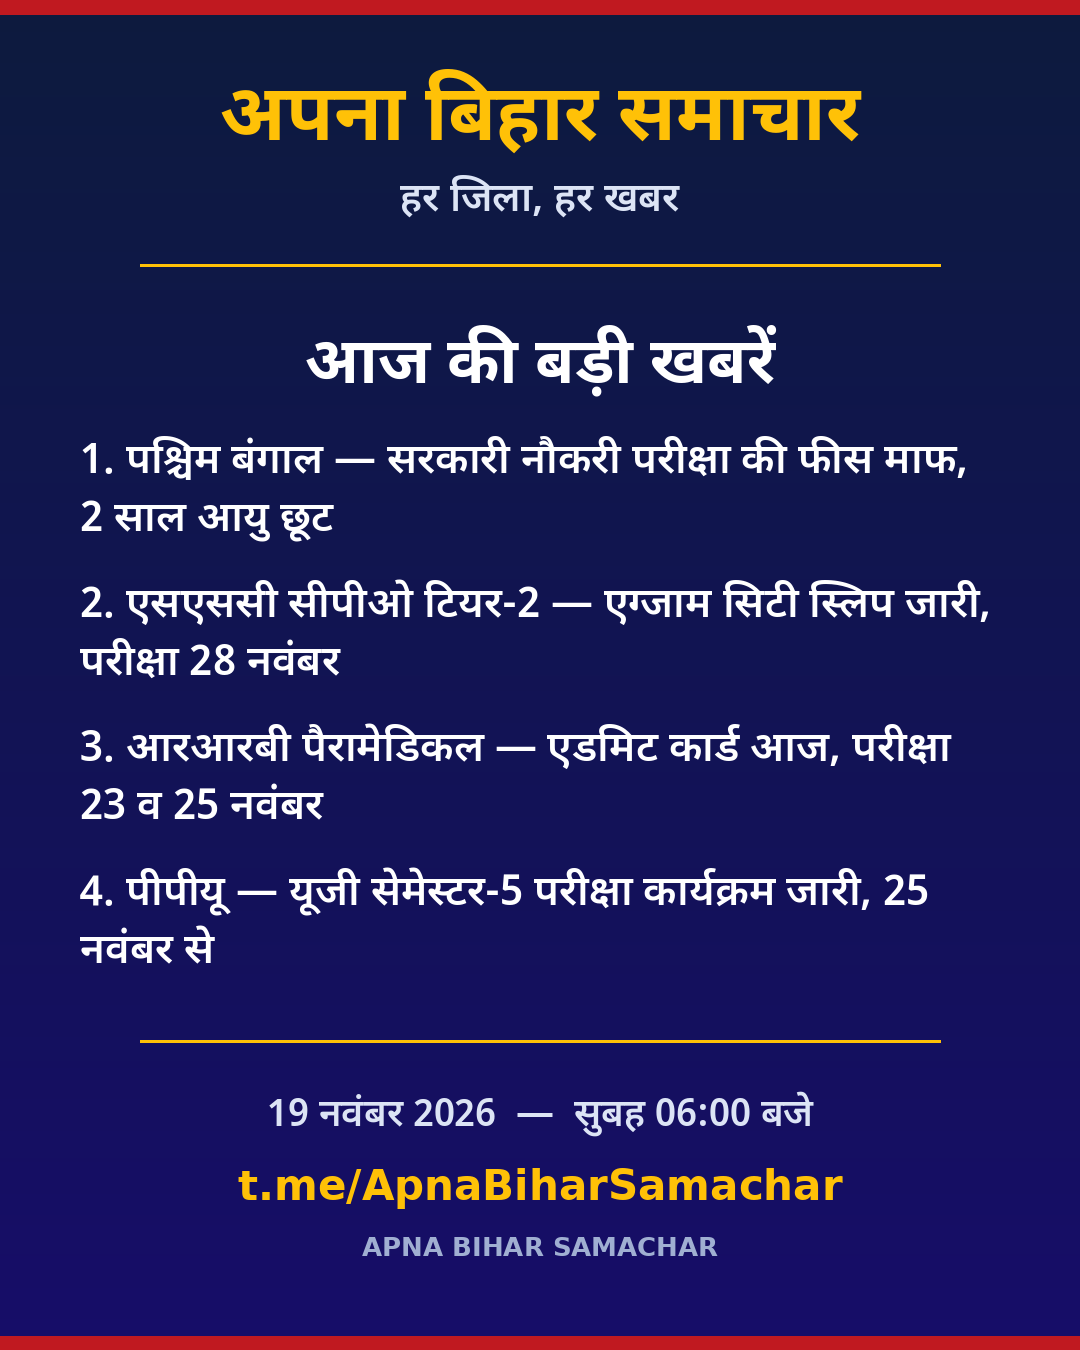 अपना बिहार समाचार
हर जिला, हर खबर
आज की बड़ी खबरें
1. पश्चिम बंगाल — सरकारी नौकरी परीक्षा की फीस माफ,
2 साल आयु छूट
2. एसएससी सीपीओ टियर-2 — एग्जाम सिटी स्लिप जारी,
परीक्षा 28 नवंबर
3. आरआरबी पैरामेडिकल — एडमिट कार्ड आज, परीक्षा
23 व 25 नवंबर
4. पीपीयू — यूजी सेमेस्टर-5 परीक्षा कार्यक्रम जारी, 25
नवंबर से
19 नवंबर 2026 — सुबह 06:00 बजे
t.me/ApnaBiharSamachar
APNA BIHAR SAMACHAR